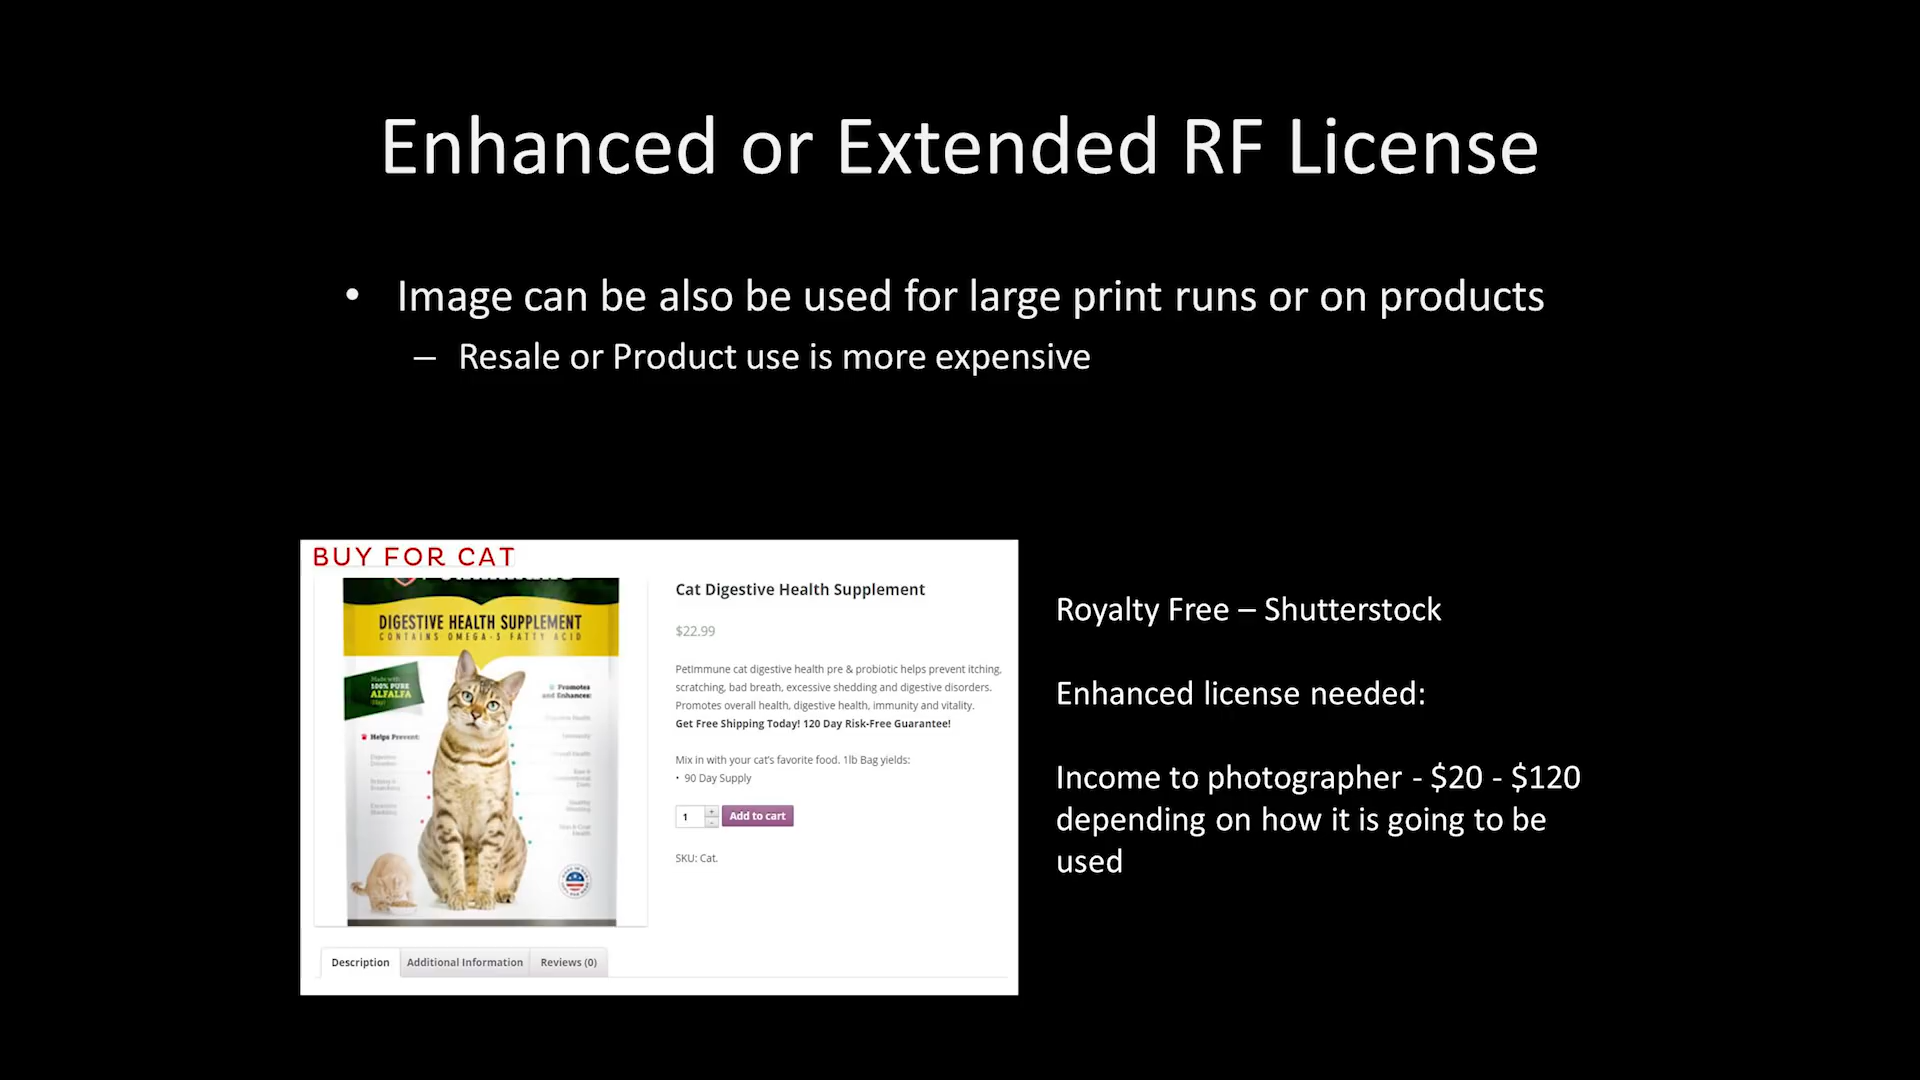 Enhanced or Extended RF License
• Image can be also be used for large print runs or on products
– Resale or Product use is more expensive
BUY FOR CAT
DIGESTIVE HEALTH SUPPLEMENT
CONTAINS OMEGA-3 FATTY ACID
Made with
100% PURE
ALFALFA
Promotes
and Enhances:
Helps Prevent:
Cat Digestive Health Supplement
$22.99
PetImmune cat digestive health pre & probiotic helps prevent itching,
scratching, bad breath, excessive shedding and digestive disorders.
Promotes overall health, digestive health, immunity and vitality.
Get Free Shipping Today! 120 Day Risk-Free Guarantee!
Mix in with your cat's favorite food. 1lb Bag yields:
• 90 Day Supply
1
+
-
Add to cart
SKU: Cat.
Description
Additional Information
Reviews (0)
Royalty Free – Shutterstock
Enhanced license needed:
Income to photographer - $20 - $120
depending on how it is going to be
used